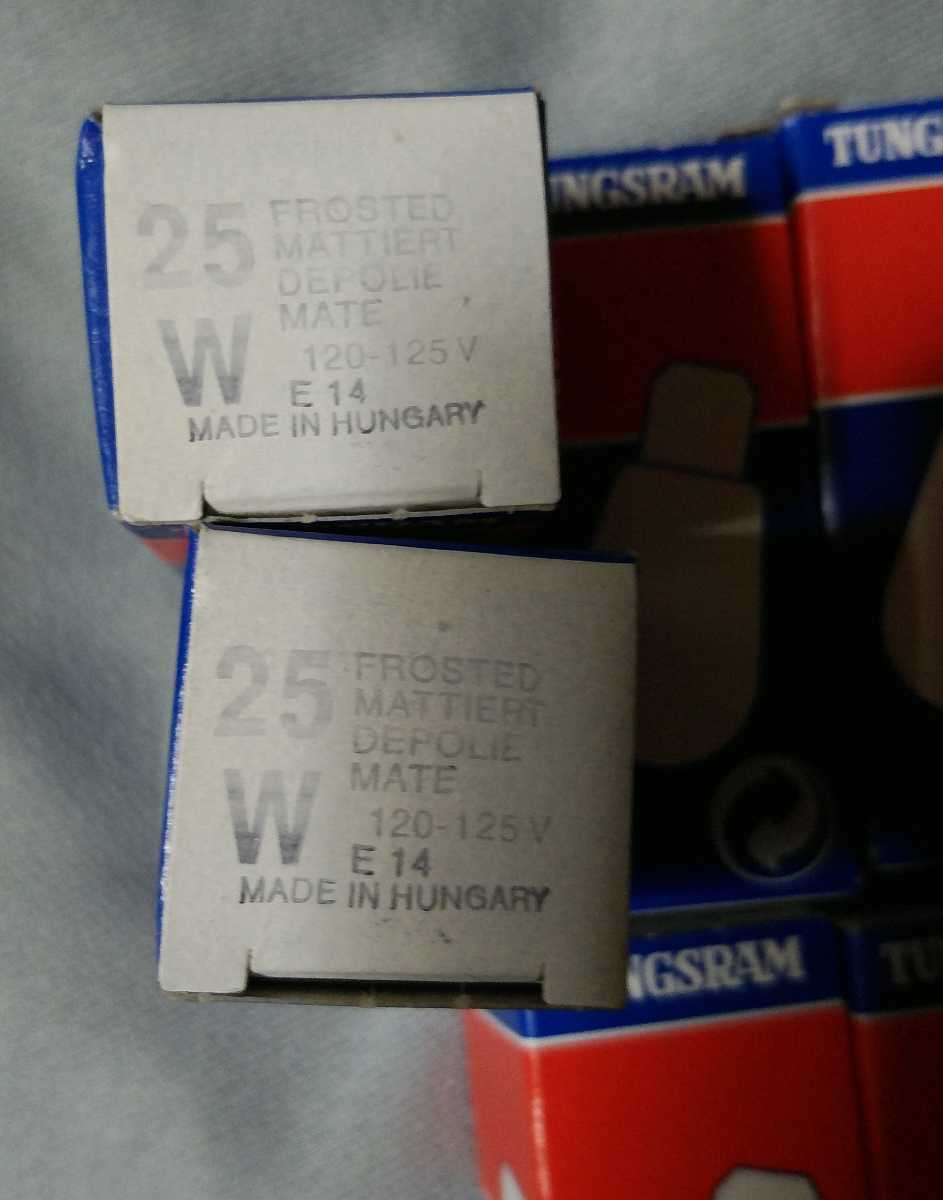 25 W
FROSTED
MATTIERT
DEPOLIE
MATE
120-125 V
E 14
MADE IN HUNGARY
TUNGSRAM
TUNG
25 W
FROSTED
MATTIERT
DEPOLIE
MATE
120-125 V
E 14
MADE IN HUNGARY
NGSRAM
TU